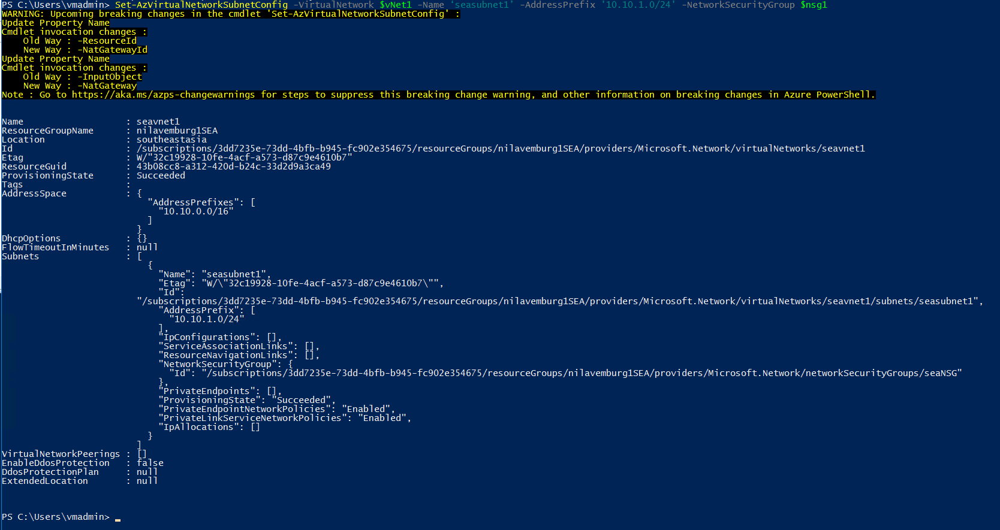 PS C:\Users\vmadmin> Set-AzVirtualNetworkSubnetConfig -VirtualNetwork $vNet1 -Name ‘seasubnet1’ -AddressPrefix '10.10.1.0/24' -NetworkSecurityGroup $nsg1
WARNING: Upcoming breaking changes in the cmdlet 'Set-AzVirtualNetworkSubnetConfig' :
Update Property Name
Cmdlet invocation changes :
    Old Way : -ResourceId
    New Way : -NatGatewayId
Update Property Name
Cmdlet invocation changes :
    Old Way : -InputObject
    New Way : -NatGateway
Note : Go to https://aka.ms/azps-changewarnings for steps to suppress this breaking change warning, and other information on breaking changes in Azure PowerShell.
Name                   : seavnet1
ResourceGroupName      : nilavemburg1SEA
Location               : southeastasia
Id                     : /subscriptions/3dd7235e-73dd-4bfb-b945-fc902e354675/resourceGroups/nilavemburg1SEA/providers/Microsoft.Network/virtualNetworks/seavnet1
Etag                   : W/"32c19928-10fe-4acf-a573-d87c9e4610b7"
ResourceGuid           : 43b08cc8-a312-420d-b24c-33d2d9a3ca49
ProvisioningState      : Succeeded
Tags                   :
AddressSpace           : {
                           "AddressPrefixes": [
                             "10.10.0.0/16"
                           ]
                         }
DhcpOptions            : {}
FlowTimeoutInMinutes   : null
Subnets                : [
                           {
                             "Name": "seasubnet1",
                             "Etag": "W/\"32c19928-10fe-4acf-a573-d87c9e4610b7\"",
                             "Id":
                         "/subscriptions/3dd7235e-73dd-4bfb-b945-fc902e354675/resourceGroups/nilavemburg1SEA/providers/Microsoft.Network/virtualNetworks/seavnet1/subnets/seasubnet1",
                             "AddressPrefix": [
                               "10.10.1.0/24"
                             ],
                             "IpConfigurations": [],
                             "ServiceAssociationLinks": [],
                             "ResourceNavigationLinks": [],
                             "NetworkSecurityGroup": {
                               "Id": "/subscriptions/3dd7235e-73dd-4bfb-b945-fc902e354675/resourceGroups/nilavemburg1SEA/providers/Microsoft.Network/networkSecurityGroups/seaNSG"
                             },
                             "PrivateEndpoints": [],
                             "ProvisioningState": "Succeeded",
                             "PrivateEndpointNetworkPolicies": "Enabled",
                             "PrivateLinkServiceNetworkPolicies": "Enabled",
                             "IpAllocations": []
                           }
                         ]
VirtualNetworkPeerings : []
EnableDdosProtection   : false
DdosProtectionPlan     : null
ExtendedLocation       : null
PS C:\Users\vmadmin> _